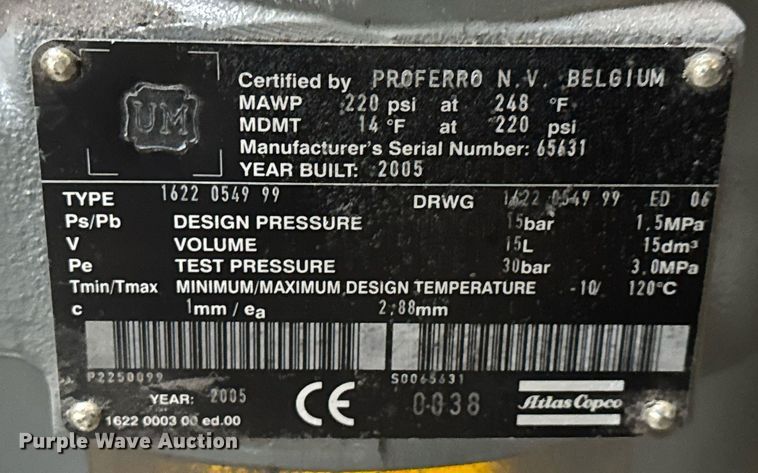 UM
Certified by PROFERRO N.V. BELGIUM
MAWP 220 psi at 248 °F
MDMT 14 °F at 220 psi
Manufacturer's Serial Number: 65631
YEAR BUILT: 2005
TYPE 1622 0549 99 DRWG 1622 0549 99 ED 06
Ps/Pb DESIGN PRESSURE 15bar 1.5MPa
V VOLUME 15L 15dm³
Pe TEST PRESSURE 30bar 3.0MPa
Tmin/Tmax MINIMUM/MAXIMUM DESIGN TEMPERATURE -10/ 120°C
c 1mm / ea 2,88mm
P2250099 S0065631
YEAR: 2005 CE 0038 Atlas Copco
1622 0003 00 ed.00
Purple Wave Auction